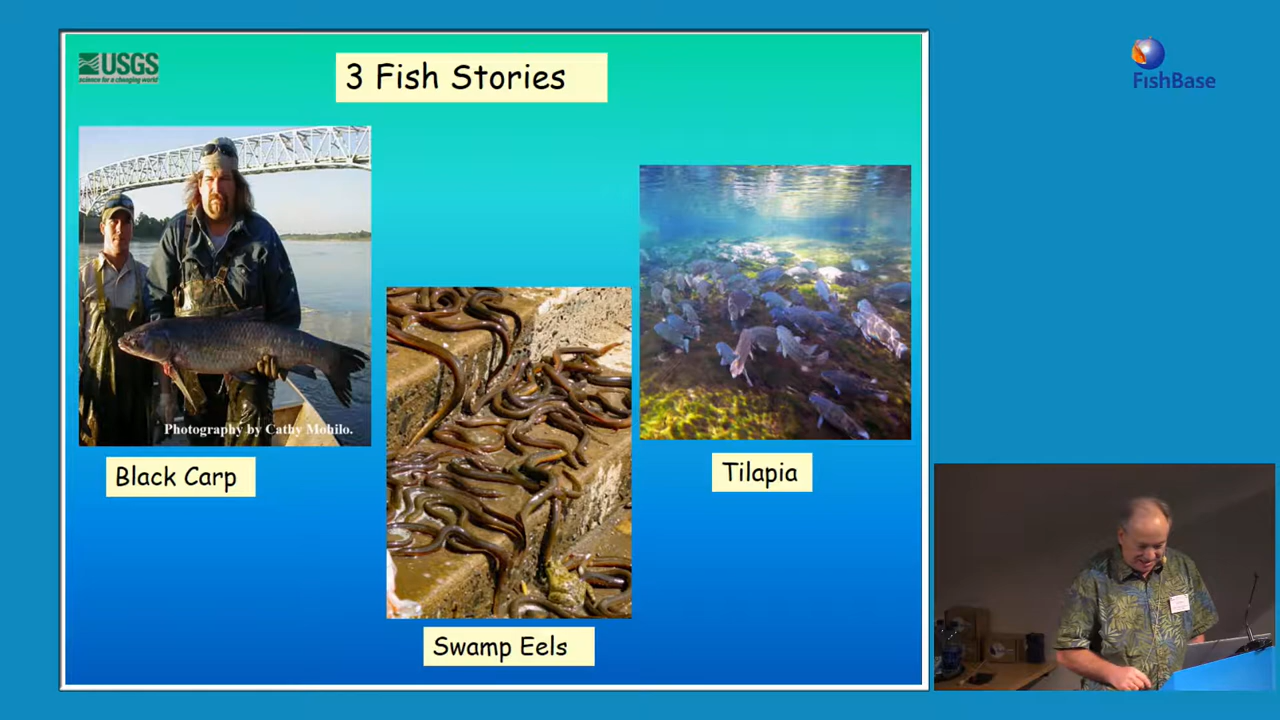 USGS
science for a changing world
3 Fish Stories
FishBase
Photography by Cathy Mohilo.
Black Carp
Tilapia
Swamp Eels